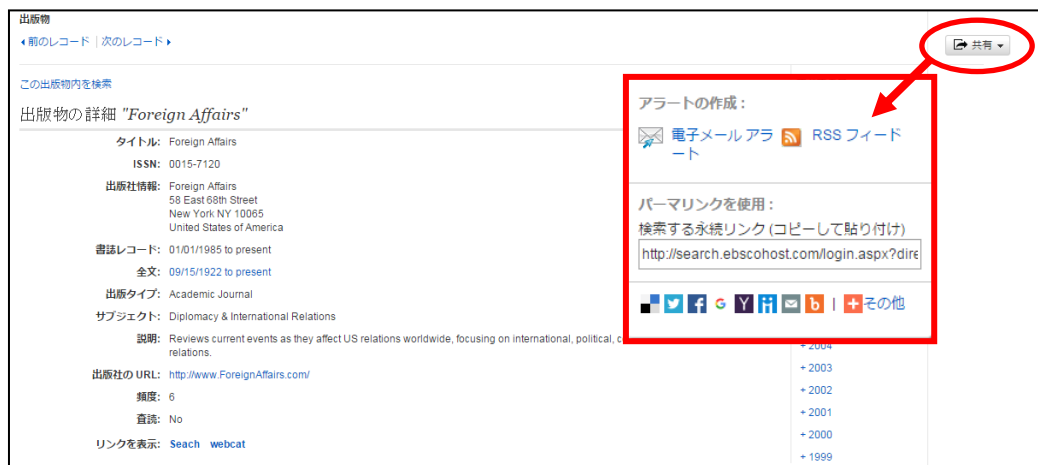 出版物
前のレコード | 次のレコード
共有
この出版物内を検索
出版物の詳細 "Foreign Affairs"
タイトル: Foreign Affairs
ISSN: 0015-7120
出版社情報: Foreign Affairs
58 East 68th Street
New York NY 10065
United States of America
書誌レコード: 01/01/1985 to present
全文: 09/15/1922 to present
出版タイプ: Academic Journal
サブジェクト: Diplomacy & International Relations
説明: Reviews current events as they affect US relations worldwide, focusing on international, political, c
relations.
出版社の URL: http://www.ForeignAffairs.com/
頻度: 6
査読: No
リンクを表示: Seach webcat
アラートの作成:
電子メール アラ
ート
RSS フィード
パーマリンクを使用:
検索する永続リンク (コピーして貼り付け)
http://search.ebscohost.com/login.aspx?dire
| その他
+ 2004
+ 2003
+ 2002
+ 2001
+ 2000
+ 1999